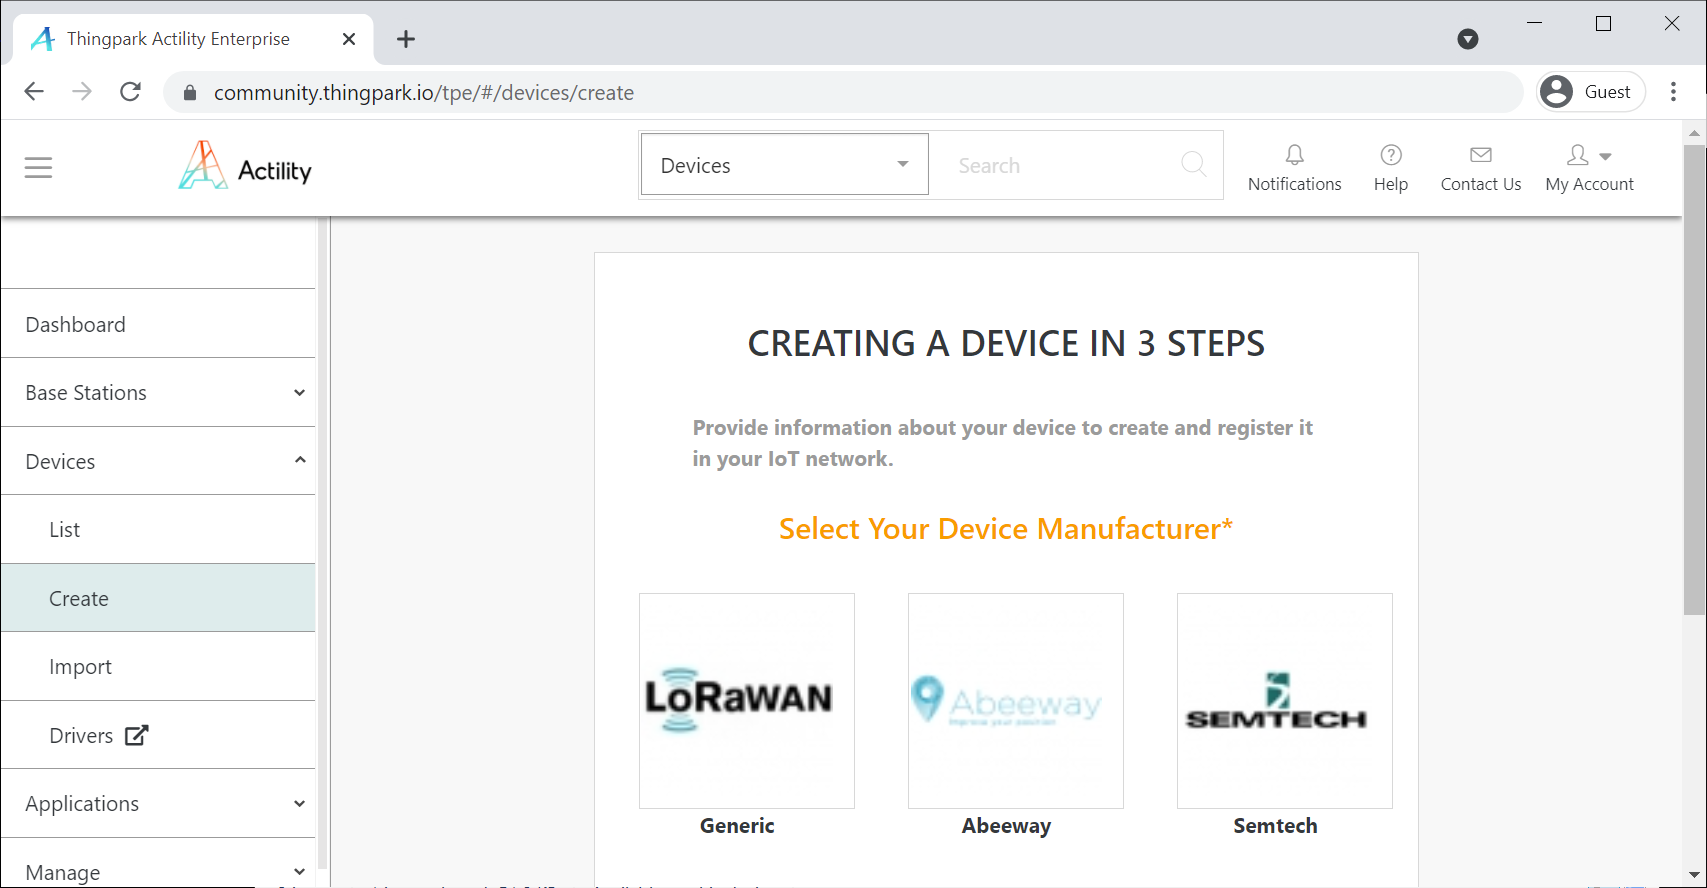 Thingpark Actility Enterprise
community.thingpark.io/tpe/#/devices/create
Guest
Actility
Devices
Search
Notifications
Help
Contact Us
My Account
Dashboard
Base Stations
Devices
List
Create
Import
Drivers
Applications
Manage
CREATING A DEVICE IN 3 STEPS
Provide information about your device to create and register it
in your IoT network.
Select Your Device Manufacturer*
LoRaWAN
Abeeway
Improve your position
SEMTECH
Generic
Abeeway
Semtech